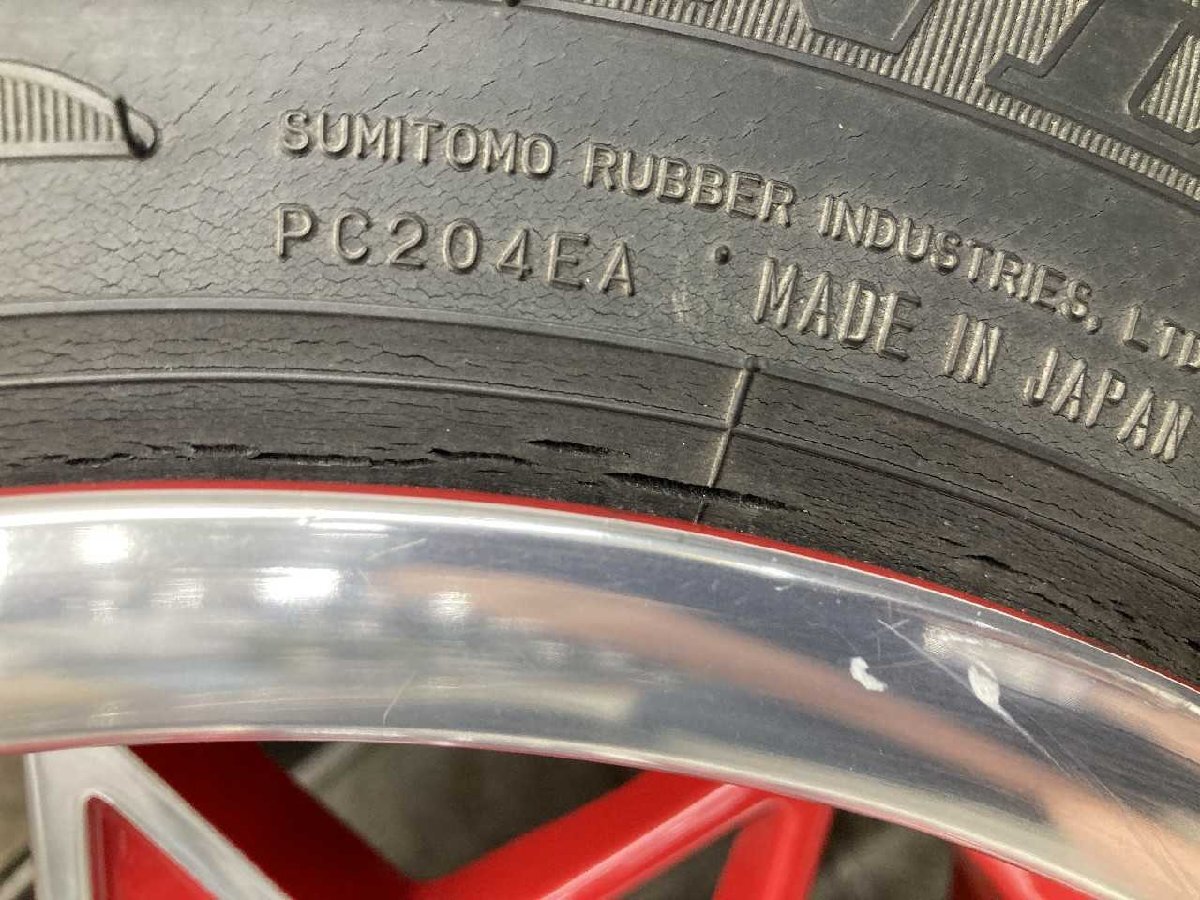 SUMITOMO RUBBER INDUSTRIES, LTD
PC204EA • MADE IN JAPAN